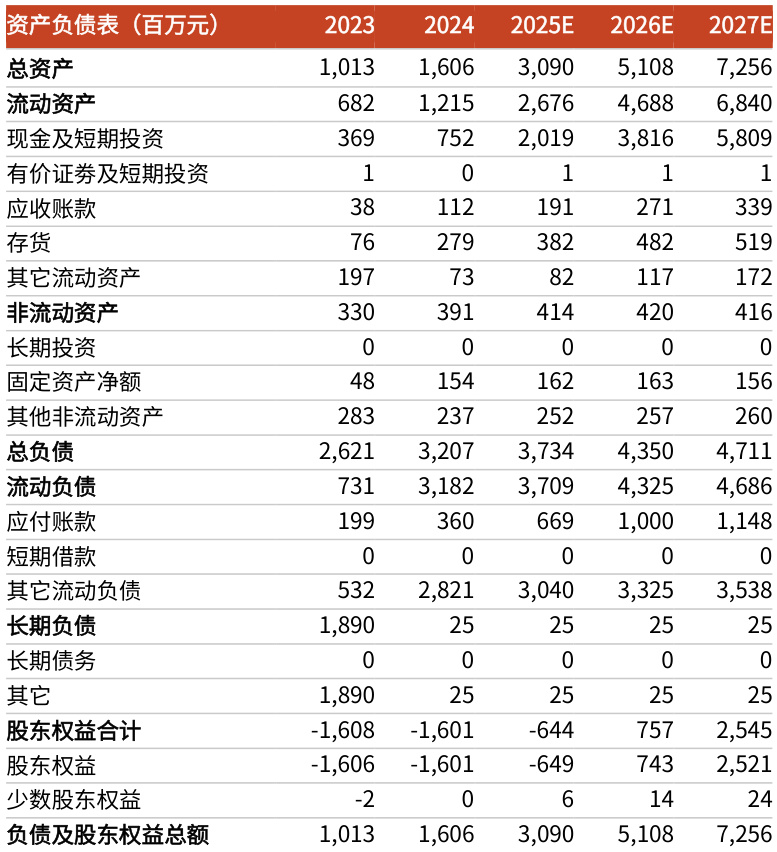 资产负债表（百万元） 2023 2024 2025E 2026E 2027E
总资产 1,013 1,606 3,090 5,108 7,256
流动资产 682 1,215 2,676 4,688 6,840
现金及短期投资 369 752 2,019 3,816 5,809
有价证券及短期投资 1 0 1 1 1
应收账款 38 112 191 271 339
存货 76 279 382 482 519
其它流动资产 197 73 82 117 172
非流动资产 330 391 414 420 416
长期投资 0 0 0 0 0
固定资产净额 48 154 162 163 156
其他非流动资产 283 237 252 257 260
总负债 2,621 3,207 3,734 4,350 4,711
流动负债 731 3,182 3,709 4,325 4,686
应付账款 199 360 669 1,000 1,148
短期借款 0 0 0 0 0
其它流动负债 532 2,821 3,040 3,325 3,538
长期负债 1,890 25 25 25 25
长期债务 0 0 0 0 0
其它 1,890 25 25 25 25
股东权益合计 -1,608 -1,601 -644 757 2,545
股东权益 -1,606 -1,601 -649 743 2,521
少数股东权益 -2 0 6 14 24
负债及股东权益总额 1,013 1,606 3,090 5,108 7,256